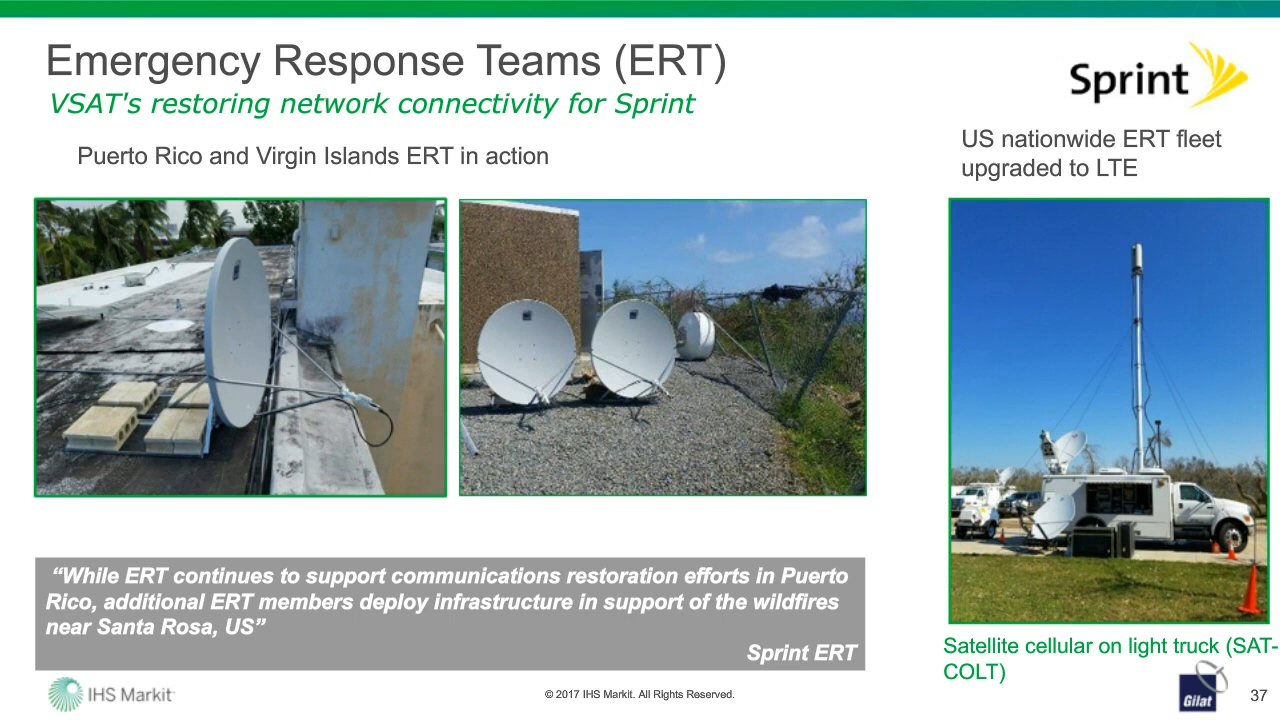 Emergency Response Teams (ERT)
VSAT's restoring network connectivity for Sprint
Sprint
Puerto Rico and Virgin Islands ERT in action
US nationwide ERT fleet
upgraded to LTE
“While ERT continues to support communications restoration efforts in Puerto
Rico, additional ERT members deploy infrastructure in support of the wildfires
near Santa Rosa, US”
Sprint ERT
Satellite cellular on light truck (SAT-
COLT)
IHS Markit
© 2017 IHS Markit. All Rights Reserved.
Gilat
37